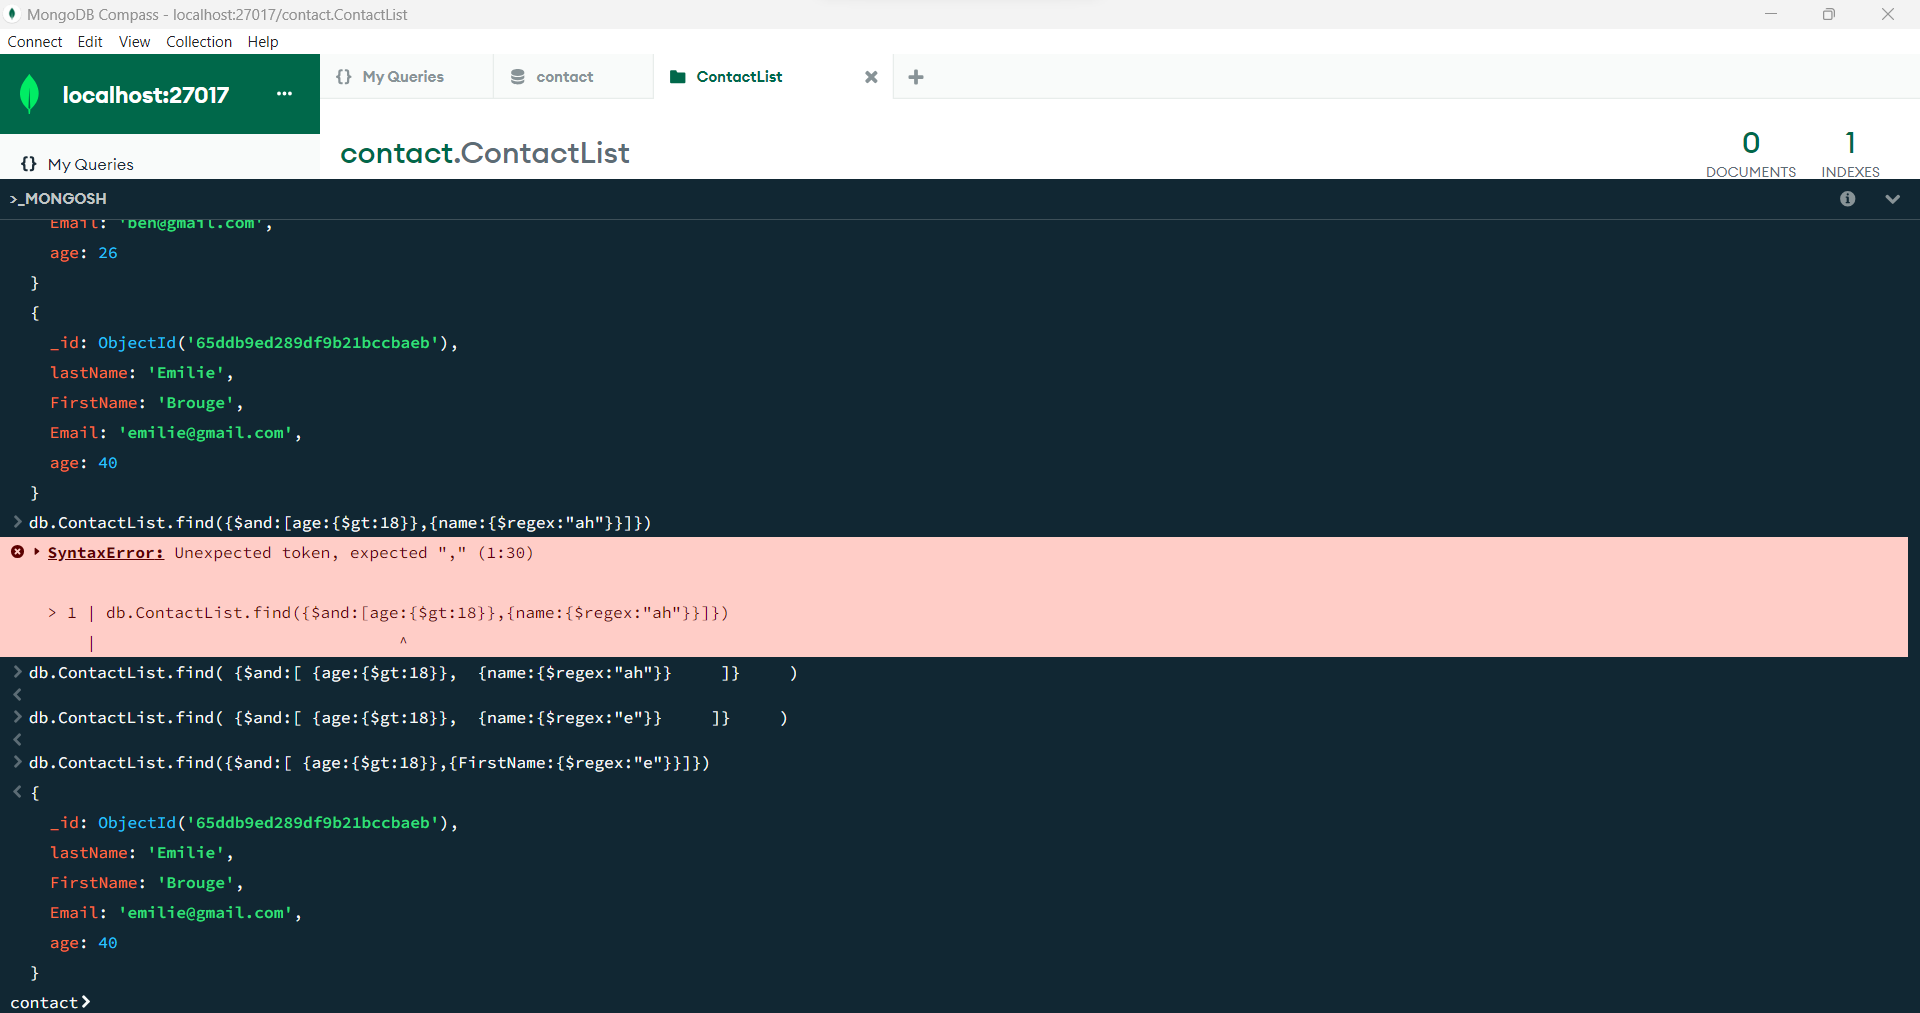 MongoDB Compass - localhost:27017/contact.ContactList
Connect Edit View Collection Help
localhost:27017 ...
{} My Queries
contact
ContactList
{} My Queries
contact.ContactList
0
DOCUMENTS
1
INDEXES
>_MONGOSH
Email: 'ben@gmail.com',
age: 26
}
{
_id: ObjectId('65ddb9ed289df9b21bccbaeb'),
lastName: 'Emilie',
FirstName: 'Brouge',
Email: 'emilie@gmail.com',
age: 40
}
> db.ContactList.find({$and:[age:{$gt:18}},{name:{$regex:"ah"}}]})
SyntaxError: Unexpected token, expected "," (1:30)
> 1 | db.ContactList.find({$and:[age:{$gt:18}},{name:{$regex:"ah"}}]})
| ^
> db.ContactList.find( {$and:[ {age:{$gt:18}}, {name:{$regex:"ah"}} ]} )
<
> db.ContactList.find( {$and:[ {age:{$gt:18}}, {name:{$regex:"e"}} ]} )
<
> db.ContactList.find({$and:[ {age:{$gt:18}},{FirstName:{$regex:"e"}}]})
< {
_id: ObjectId('65ddb9ed289df9b21bccbaeb'),
lastName: 'Emilie',
FirstName: 'Brouge',
Email: 'emilie@gmail.com',
age: 40
}
contact>